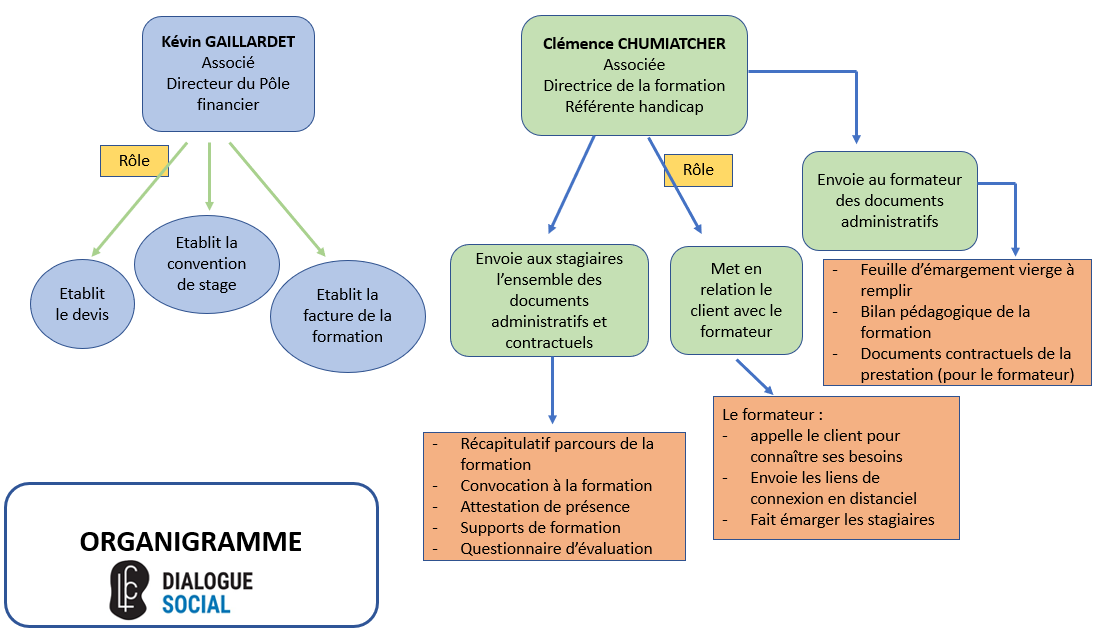 Kévin GAILLARDET
Associé
Directeur du Pôle
financier
Rôle
Etablit
le devis
Etablit la
convention
de stage
Etablit la
facture de la
formation
Clémence CHUMIATCHER
Associée
Directrice de la formation
Référente handicap
Rôle
Envoie aux stagiaires
l’ensemble des
documents
administratifs et
contractuels
- Récapitulatif parcours de la
formation
- Convocation à la formation
- Attestation de présence
- Supports de formation
- Questionnaire d’évaluation
Met en
relation le
client avec le
formateur
Le formateur :
- appelle le client pour
connaître ses besoins
- Envoie les liens de
connexion en distanciel
- Fait émarger les stagiaires
Envoie au formateur
des documents
administratifs
- Feuille d’émargement vierge à
remplir
- Bilan pédagogique de la
formation
- Documents contractuels de la
prestation (pour le formateur)
ORGANIGRAMME
DIALOGUE
SOCIAL